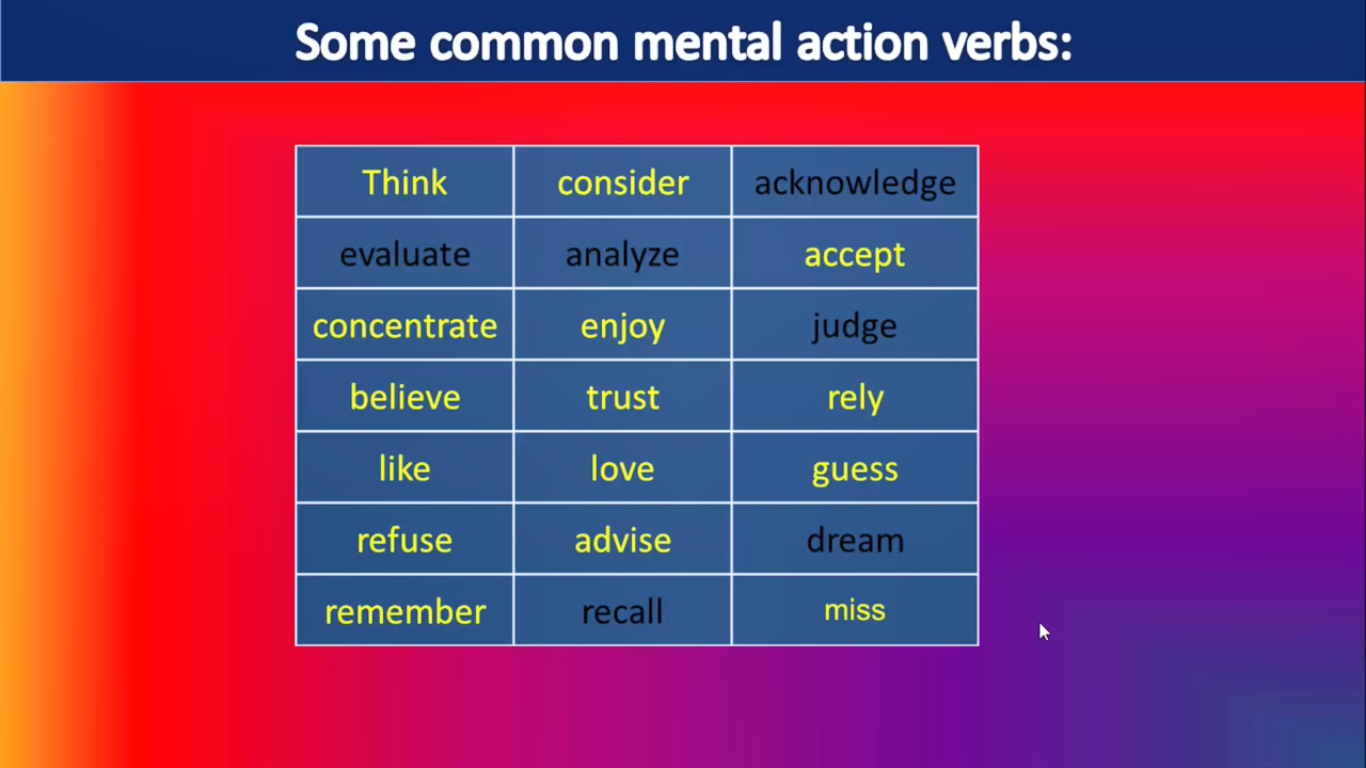 Some common mental action verbs:
Think consider acknowledge
evaluate analyze accept
concentrate enjoy judge
believe trust rely
like love guess
refuse advise dream
remember recall miss